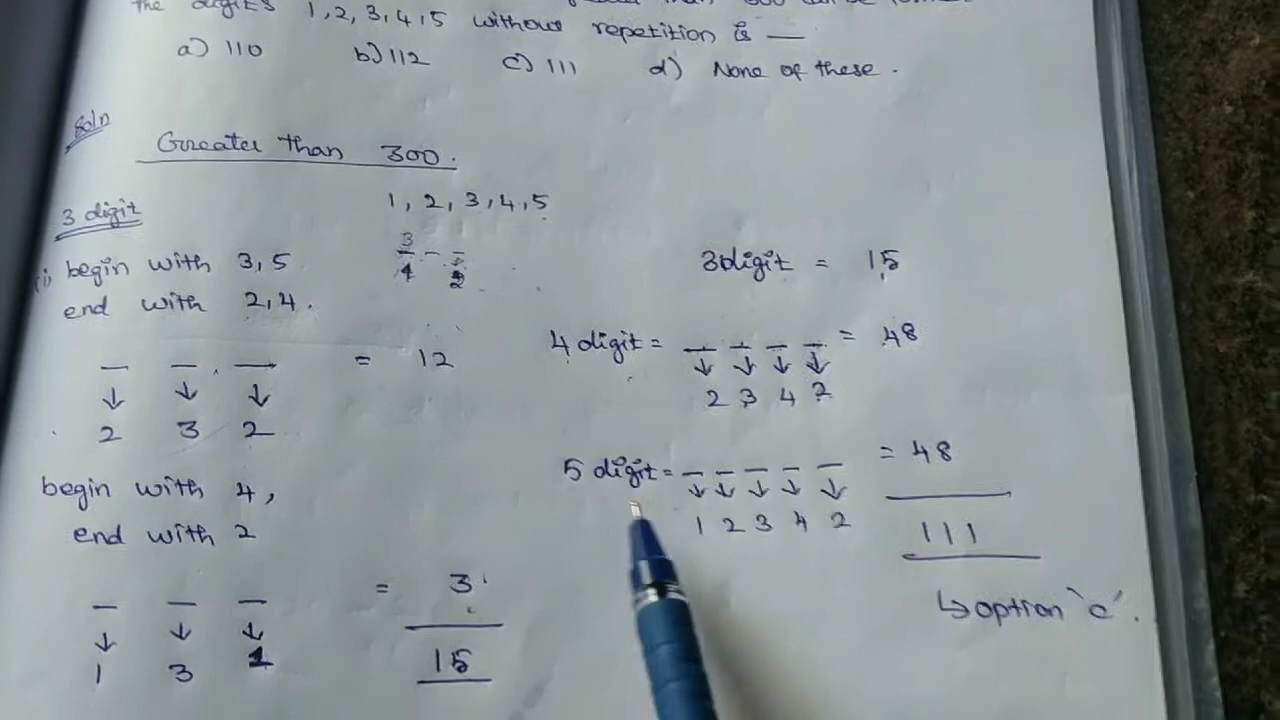 the digits 1,2,3,4,5 without repetition is —
a) 110 b) 112 c) 111 d) None of these.
Soln
Greater than 300.
3 digit
1, 2, 3, 4, 5
(i) begin with 3, 5
end with 2, 4.
= 12
2 3 2
begin with 4,
end with 2
= 3
1 3 1
15
3 digit = 15
4 digit = = 48
2 3 4 2
5 digit = = 48
1 2 3 4 2
111
↳ option 'c'.